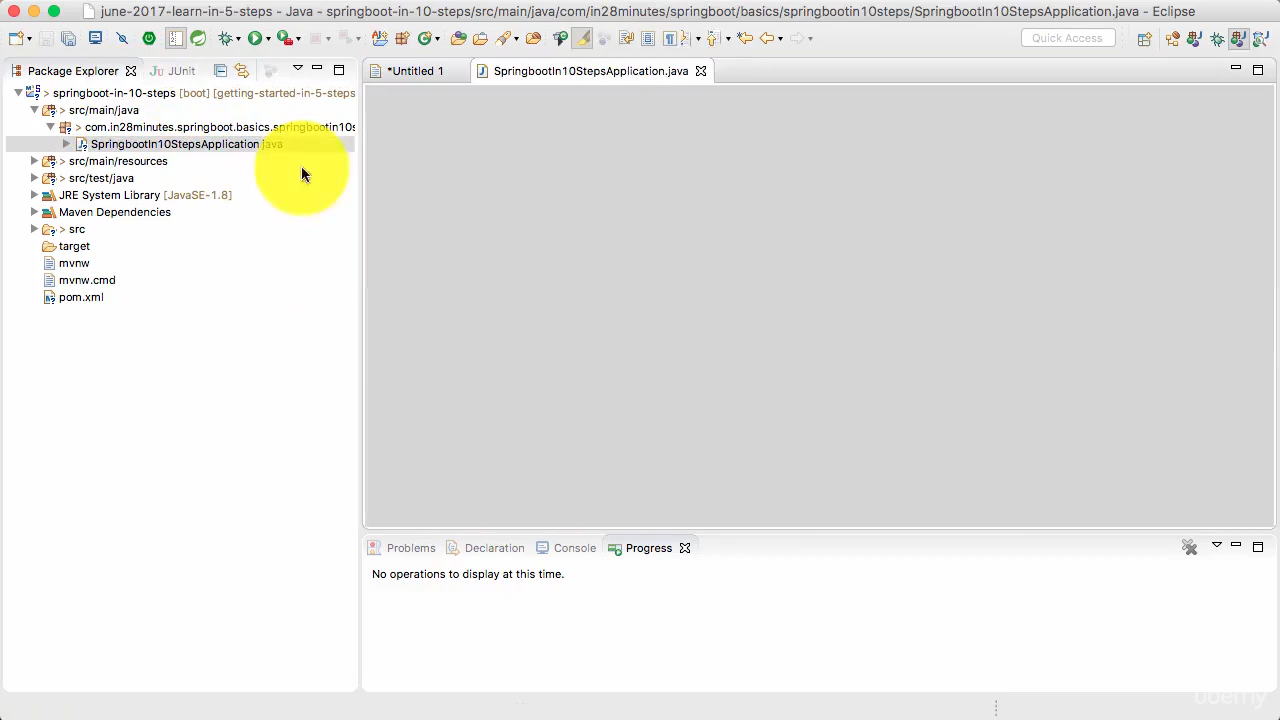 june-2017-learn-in-5-steps - Java - springboot-in-10-steps/src/main/java/com/in28minutes/springboot/basics/springbootin10steps/SpringbootIn10StepsApplication.java - Eclipse
Quick Access
Package Explorer
JUnit
*Untitled 1
SpringbootIn10StepsApplication.java
> springboot-in-10-steps [boot] [getting-started-in-5-steps
> src/main/java
> com.in28minutes.springboot.basics.springbootin10s
SpringbootIn10StepsApplication.java
> src/main/resources
> src/test/java
JRE System Library [JavaSE-1.8]
Maven Dependencies
> src
target
mvnw
mvnw.cmd
pom.xml
Problems
Declaration
Console
Progress
No operations to display at this time.
udemy